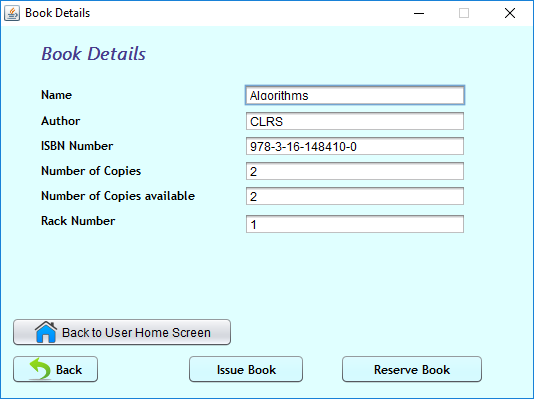 Book Details
Book Details
Name Algorithms
Author CLRS
ISBN Number 978-3-16-148410-0
Number of Copies 2
Number of Copies available 2
Rack Number 1
Back to User Home Screen
Back Issue Book Reserve Book